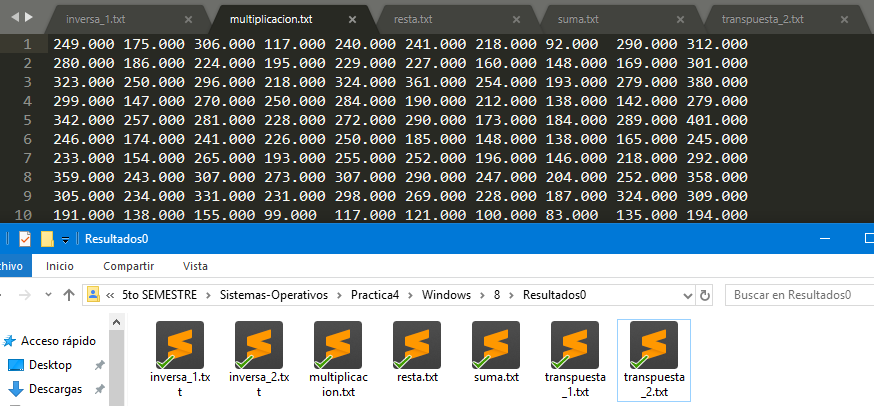 inversa_1.txt multiplicacion.txt resta.txt suma.txt transpuesta_2.txt
1 249.000 175.000 306.000 117.000 240.000 241.000 218.000 92.000 290.000 312.000
2 280.000 186.000 224.000 195.000 229.000 227.000 160.000 148.000 169.000 301.000
3 323.000 250.000 296.000 218.000 324.000 361.000 254.000 193.000 279.000 380.000
4 299.000 147.000 270.000 250.000 284.000 190.000 212.000 138.000 142.000 279.000
5 342.000 257.000 281.000 228.000 272.000 290.000 173.000 184.000 289.000 401.000
6 246.000 174.000 241.000 226.000 250.000 185.000 148.000 138.000 165.000 245.000
7 233.000 154.000 265.000 193.000 255.000 252.000 196.000 146.000 218.000 292.000
8 359.000 243.000 307.000 273.000 307.000 290.000 247.000 204.000 252.000 358.000
9 305.000 234.000 331.000 231.000 298.000 269.000 228.000 187.000 324.000 309.000
10 191.000 138.000 155.000 99.000 117.000 121.000 100.000 83.000 135.000 194.000
Resultados0
chivo Inicio Compartir Vista
« 5to SEMESTRE > Sistemas-Operativos > Practica4 > Windows > 8 > Resultados0 Buscar en Resultados0
Acceso rápido
Desktop
Descargas
inversa_1.tx
t
inversa_2.tx
t
multiplicac
ion.txt
resta.txt
suma.txt
transpuesta
_1.txt
transpuesta
_2.txt